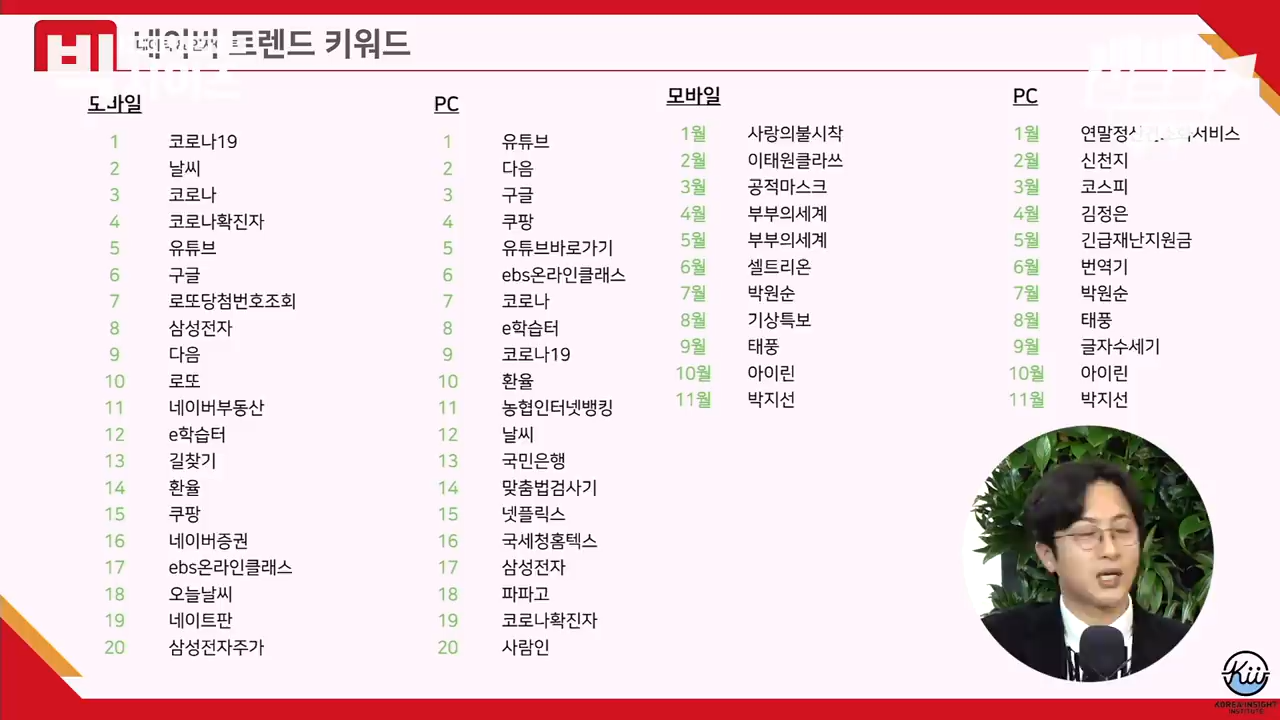 네이버 트렌드 키워드
모바일
1 코로나19
2 날씨
3 코로나
4 코로나확진자
5 유튜브
6 구글
7 로또당첨번호조회
8 삼성전자
9 다음
10 로또
11 네이버부동산
12 e학습터
13 길찾기
14 환율
15 쿠팡
16 네이버증권
17 ebs온라인클래스
18 오늘날씨
19 네이트판
20 삼성전자주가
PC
1 유튜브
2 다음
3 구글
4 쿠팡
5 유튜브바로가기
6 ebs온라인클래스
7 코로나
8 e학습터
9 코로나19
10 환율
11 농협인터넷뱅킹
12 날씨
13 국민은행
14 맞춤법검사기
15 넷플릭스
16 국세청홈텍스
17 삼성전자
18 파파고
19 코로나확진자
20 사람인
모바일
1월 사랑의불시착
2월 이태원클라쓰
3월 공적마스크
4월 부부의세계
5월 부부의세계
6월 셀트리온
7월 박원순
8월 기상특보
9월 태풍
10월 아이린
11월 박지선
PC
1월 연말정산간소화서비스
2월 신천지
3월 코스피
4월 김정은
5월 긴급재난지원금
6월 번역기
7월 박원순
8월 태풍
9월 글자수세기
10월 아이린
11월 박지선
Kii
KOREA INSIGHT
INSTITUTE